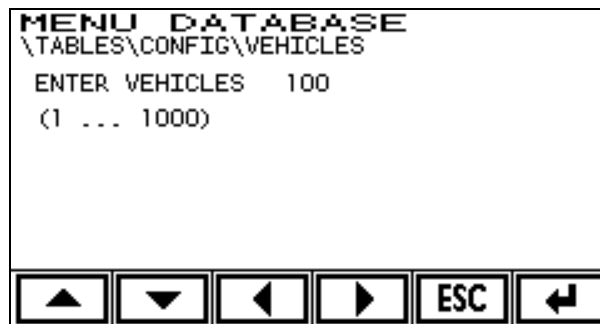 MENU DATABASE
\TABLES\CONFIG\VEHICLES
ENTER VEHICLES 100
(1 ... 1000)
ESC